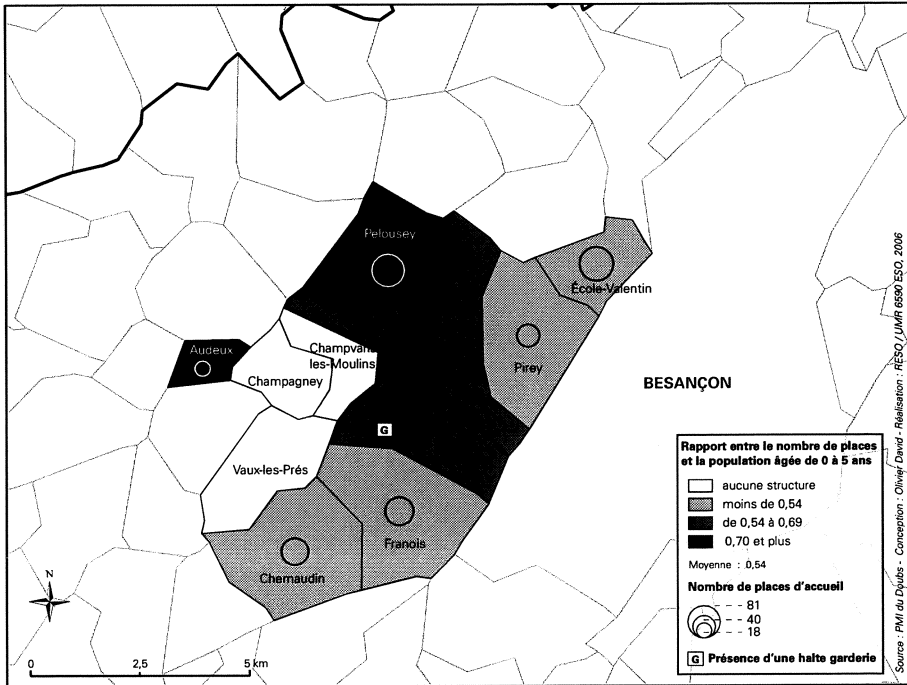 Pelousey
École-Valentin
Audeux
Champvans
les-Moulins
Pirey
Champagney
BESANÇON
G
Vaux-les-Prés
Franois
Chemaudin
N
0 2,5 5 km
Rapport entre le nombre de places
et la population âgée de 0 à 5 ans
aucune structure
moins de 0,54
de 0,54 à 0,69
0,70 et plus
Moyenne : 0,54
Nombre de places d'accueil
81
40
18
G Présence d'une halte garderie
Source : PMI du Doubs - Conception : Olivier David - Réalisation : RESO / UMR 6590 ESO, 2006